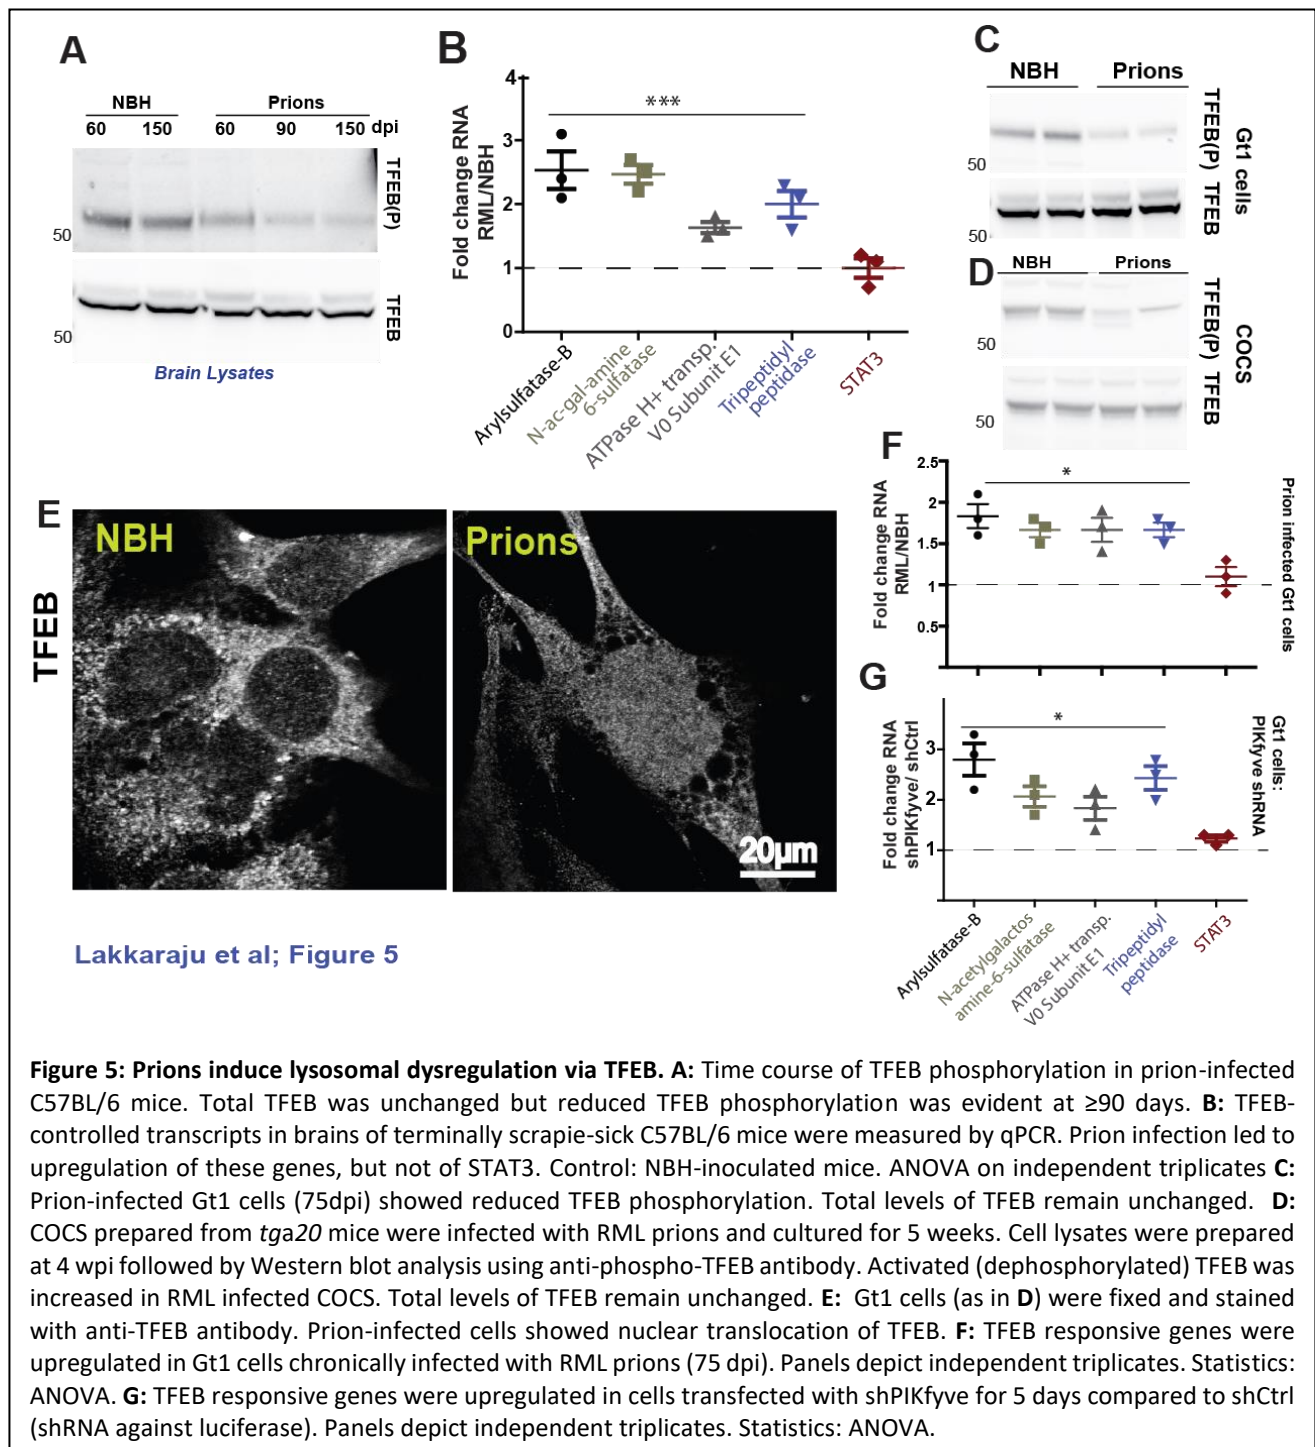 A
NBH Prions
60 150 60 90 150 dpi
TFEB(P)
50
TFEB
50
Brain Lysates
B
Fold change RNA
RML/NBH
4
3
2
1
0
***
Arylsulfatase-B
N-ac-gal-amine
6-sulfatase
ATPase H+ transp.
V0 Subunit E1
Tripeptidyl
peptidase
STAT3
C
NBH Prions
TFEB(P)
50
TFEB
50
Gt1 cells
D
NBH Prions
TFEB(P)
50
TFEB
50
COCS
E
TFEB
NBH
Prions
20µm
F
Fold change RNA
RML/NBH
2.5
2
1.5
1
0.5
*
Prion infected Gt1 cells
G
Fold change RNA
shPIKfyve/ shCtrl
3
2
1
*
Gt1 cells:
PIKfyve shRNA
Arylsulfatase-B
N-acetylgalactos
amine-6-sulfatase
ATPase H+ transp.
V0 Subunit E1
Tripeptidyl
peptidase
STAT3
Lakkaraju et al; Figure 5
Figure 5: Prions induce lysosomal dysregulation via TFEB. A: Time course of TFEB phosphorylation in prion-infected
C57BL/6 mice. Total TFEB was unchanged but reduced TFEB phosphorylation was evident at ≥90 days. B: TFEB-
controlled transcripts in brains of terminally scrapie-sick C57BL/6 mice were measured by qPCR. Prion infection led to
upregulation of these genes, but not of STAT3. Control: NBH-inoculated mice. ANOVA on independent triplicates C:
Prion-infected Gt1 cells (75dpi) showed reduced TFEB phosphorylation. Total levels of TFEB remain unchanged. D:
COCS prepared from tga20 mice were infected with RML prions and cultured for 5 weeks. Cell lysates were prepared
at 4 wpi followed by Western blot analysis using anti-phospho-TFEB antibody. Activated (dephosphorylated) TFEB was
increased in RML infected COCS. Total levels of TFEB remain unchanged. E: Gt1 cells (as in D) were fixed and stained
with anti-TFEB antibody. Prion-infected cells showed nuclear translocation of TFEB. F: TFEB responsive genes were
upregulated in Gt1 cells chronically infected with RML prions (75 dpi). Panels depict independent triplicates. Statistics:
ANOVA. G: TFEB responsive genes were upregulated in cells transfected with shPIKfyve for 5 days compared to shCtrl
(shRNA against luciferase). Panels depict independent triplicates. Statistics: ANOVA.